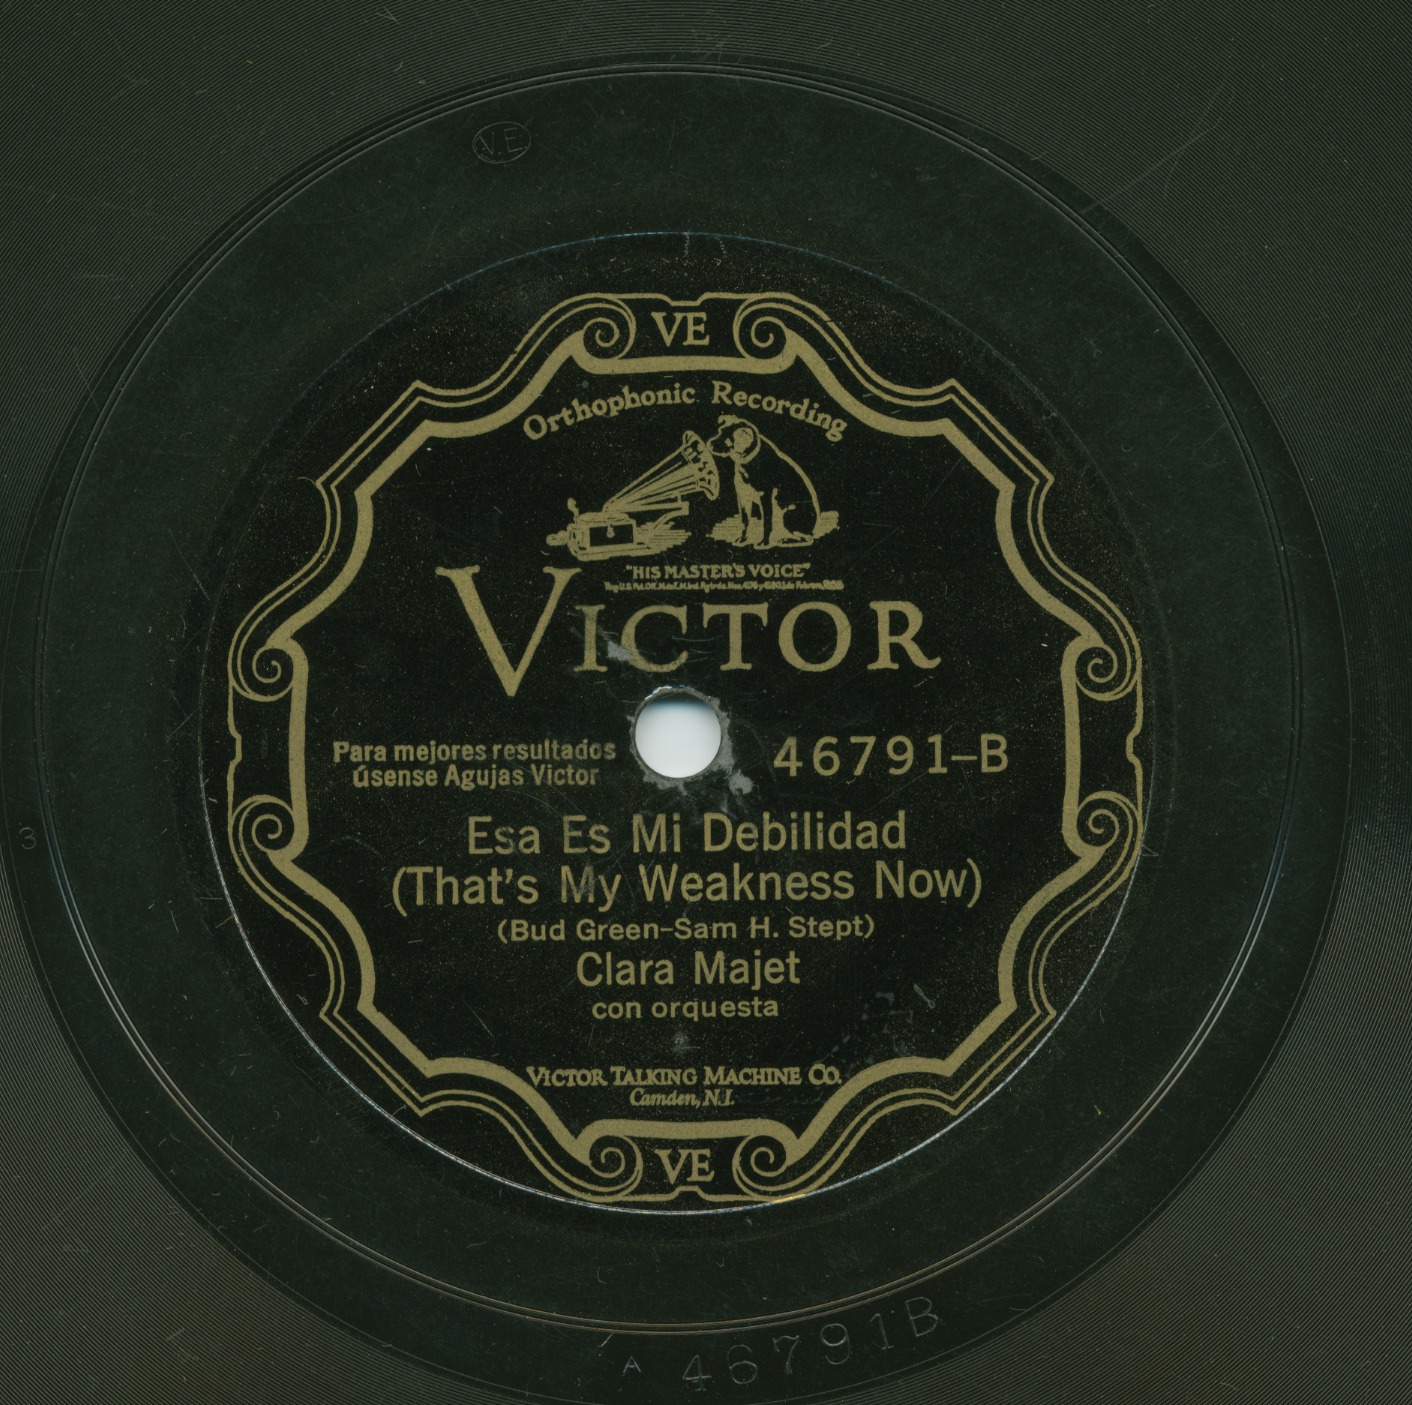 V.E.
VE
Orthophonic Recording
"HIS MASTER'S VOICE"
VICTOR
Para mejores resultados
úsense Agujas Victor
46791-B
Esa Es Mi Debilidad
(That's My Weakness Now)
(Bud Green-Sam H. Stept)
Clara Majet
con orquesta
VICTOR TALKING MACHINE CO.
Camden, N.J.
VE
3
A 46791B